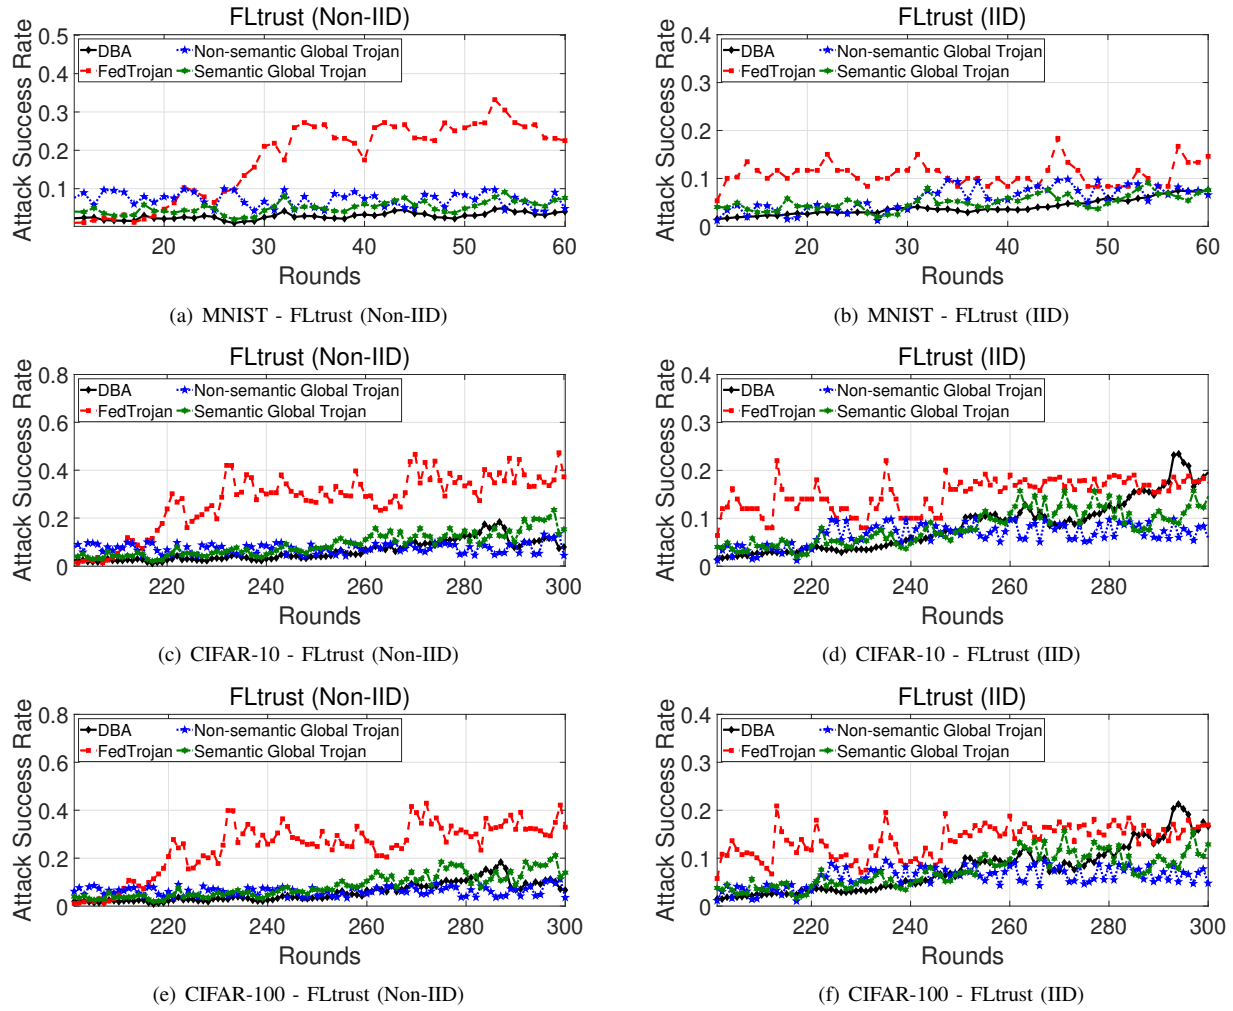 FLtrust (Non-IID)
Attack Success Rate
0.5
0.4
0.3
0.2
0.1
DBA
FedTrojan
Non-semantic Global Trojan
Semantic Global Trojan
20 30 40 50 60
Rounds
(a) MNIST - FLtrust (Non-IID)
FLtrust (IID)
Attack Success Rate
0.4
0.3
0.2
0.1
0
DBA
FedTrojan
Non-semantic Global Trojan
Semantic Global Trojan
20 30 40 50 60
Rounds
(b) MNIST - FLtrust (IID)
FLtrust (Non-IID)
Attack Success Rate
0.8
0.6
0.4
0.2
0
DBA
FedTrojan
Non-semantic Global Trojan
Semantic Global Trojan
220 240 260 280 300
Rounds
(c) CIFAR-10 - FLtrust (Non-IID)
FLtrust (IID)
Attack Success Rate
0.4
0.3
0.2
0.1
0
DBA
FedTrojan
Non-semantic Global Trojan
Semantic Global Trojan
220 240 260 280 300
Rounds
(d) CIFAR-10 - FLtrust (IID)
FLtrust (Non-IID)
Attack Success Rate
0.8
0.6
0.4
0.2
0
DBA
FedTrojan
Non-semantic Global Trojan
Semantic Global Trojan
220 240 260 280 300
Rounds
(e) CIFAR-100 - FLtrust (Non-IID)
FLtrust (IID)
Attack Success Rate
0.4
0.3
0.2
0.1
0
DBA
FedTrojan
Non-semantic Global Trojan
Semantic Global Trojan
220 240 260 280 300
Rounds
(f) CIFAR-100 - FLtrust (IID)